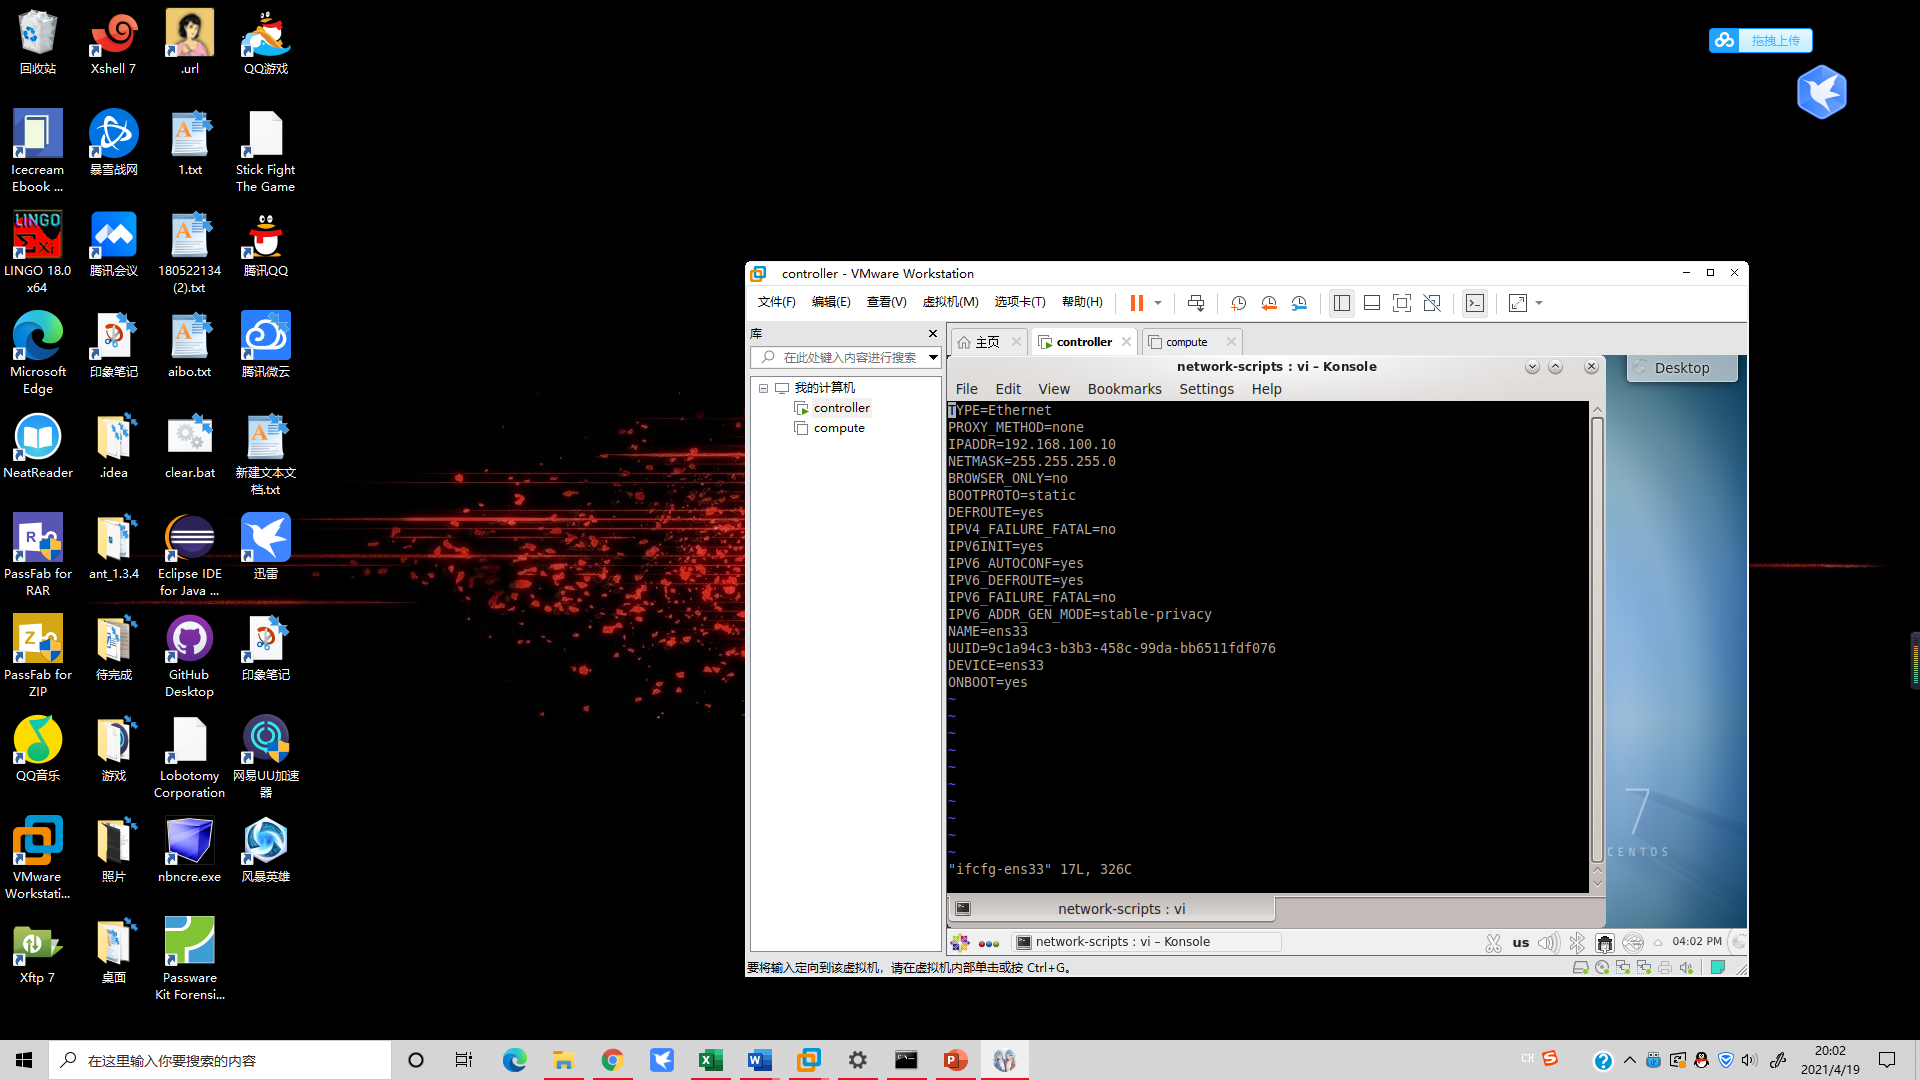 回收站
Xshell 7
.url
QQ游戏
Icecream
Ebook ...
暴雪战网
1.txt
Stick Fight
The Game
LINGO
LINGO 18.0
x64
腾讯会议
180522134
(2).txt
腾讯QQ
Microsoft
Edge
印象笔记
aibo.txt
腾讯微云
NeatReader
.idea
clear.bat
新建文本文
档.txt
PassFab for
RAR
ant_1.3.4
Eclipse IDE
for Java ...
迅雷
PassFab for
ZIP
待完成
GitHub
Desktop
印象笔记
QQ音乐
游戏
Lobotomy
Corporation
网易UU加速
器
VMware
Workstati...
照片
nbncre.exe
风暴英雄
Xftp 7
桌面
Passware
Kit Forensi...
拖拽上传
controller - VMware Workstation
文件(F) 编辑(E) 查看(V) 虚拟机(M) 选项卡(T) 帮助(H)
库
在此处键入内容进行搜索
我的计算机
controller
compute
主页
controller
compute
network-scripts : vi – Konsole
File Edit View Bookmarks Settings Help
TYPE=Ethernet
PROXY_METHOD=none
IPADDR=192.168.100.10
NETMASK=255.255.255.0
BROWSER_ONLY=no
BOOTPROTO=static
DEFROUTE=yes
IPV4_FAILURE_FATAL=no
IPV6INIT=yes
IPV6_AUTOCONF=yes
IPV6_DEFROUTE=yes
IPV6_FAILURE_FATAL=no
IPV6_ADDR_GEN_MODE=stable-privacy
NAME=ens33
UUID=9c1a94c3-b3b3-458c-99da-bb6511fdf076
DEVICE=ens33
ONBOOT=yes
~
~
~
~
~
~
~
~
~
~
"ifcfg-ens33" 17L, 326C
network-scripts : vi
Desktop
7
CENTOS
network-scripts : vi – Konsole
us
04:02 PM
要将输入定向到该虚拟机，请在虚拟机内部单击或按 Ctrl+G。
在这里输入你要搜索的内容
CH
20:02
2021/4/19